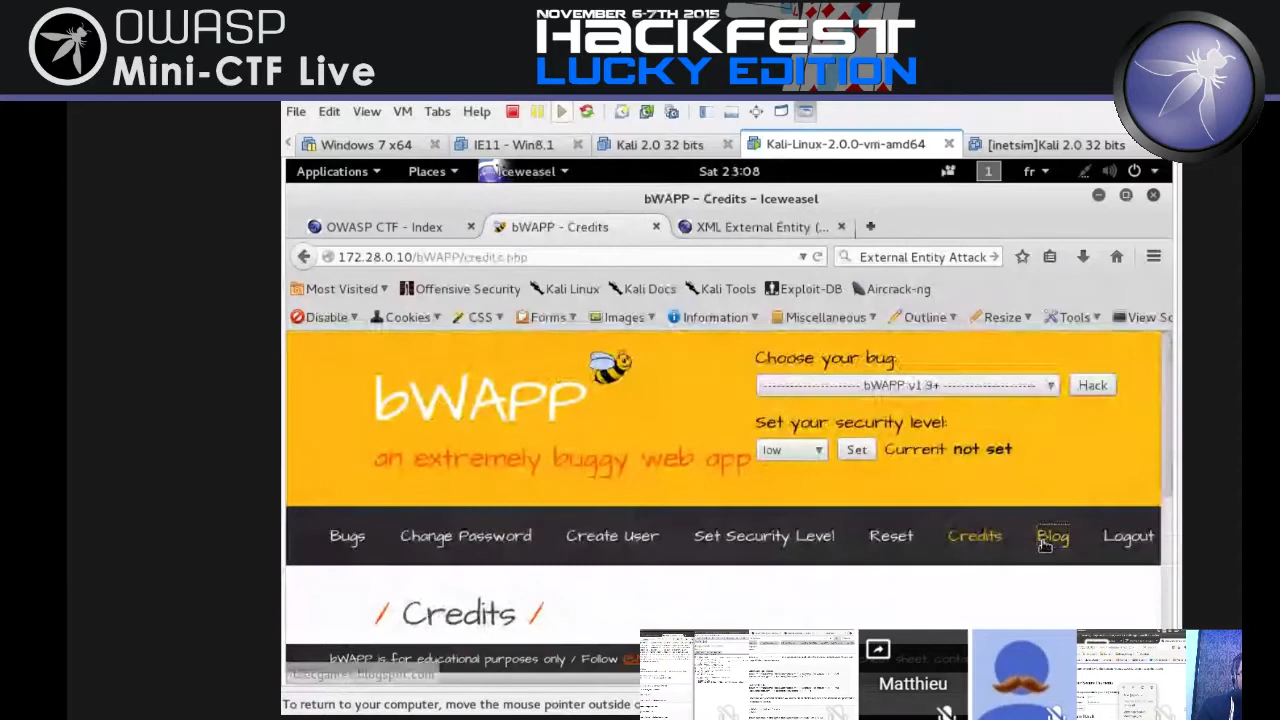 OWASP
Mini-CTF Live
NOVEMBER 6-7TH 2015
HACKFEST
LUCKY EDITION
File Edit View VM Tabs Help
Windows 7 x64 IE11 - Win8.1 Kali 2.0 32 bits Kali-Linux-2.0.0-vm-amd64 [inetsim]Kali 2.0 32 bits
Applications Places Iceweasel Sat 23:08 1 fr
bWAPP - Credits - Iceweasel
OWASP CTF - Index bWAPP - Credits XML External Entity (...
172.28.0.10/bWAPP/credits.php External Entity Attack
Most Visited Offensive Security Kali Linux Kali Docs Kali Tools Exploit-DB Aircrack-ng
Disable Cookies CSS Forms Images Information Miscellaneous Outline Resize Tools View Sc
bWAPP
an extremely buggy web app
Choose your bug:
---------------------- bWAPP v1.9+ ---------------------- Hack
Set your security level:
low Set Current not set
Bugs Change Password Create User Set Security Level Reset Credits Blog Logout
/ Credits /
purposes only / Follow
To return to your computer, move the mouse pointer outside
Matthieu